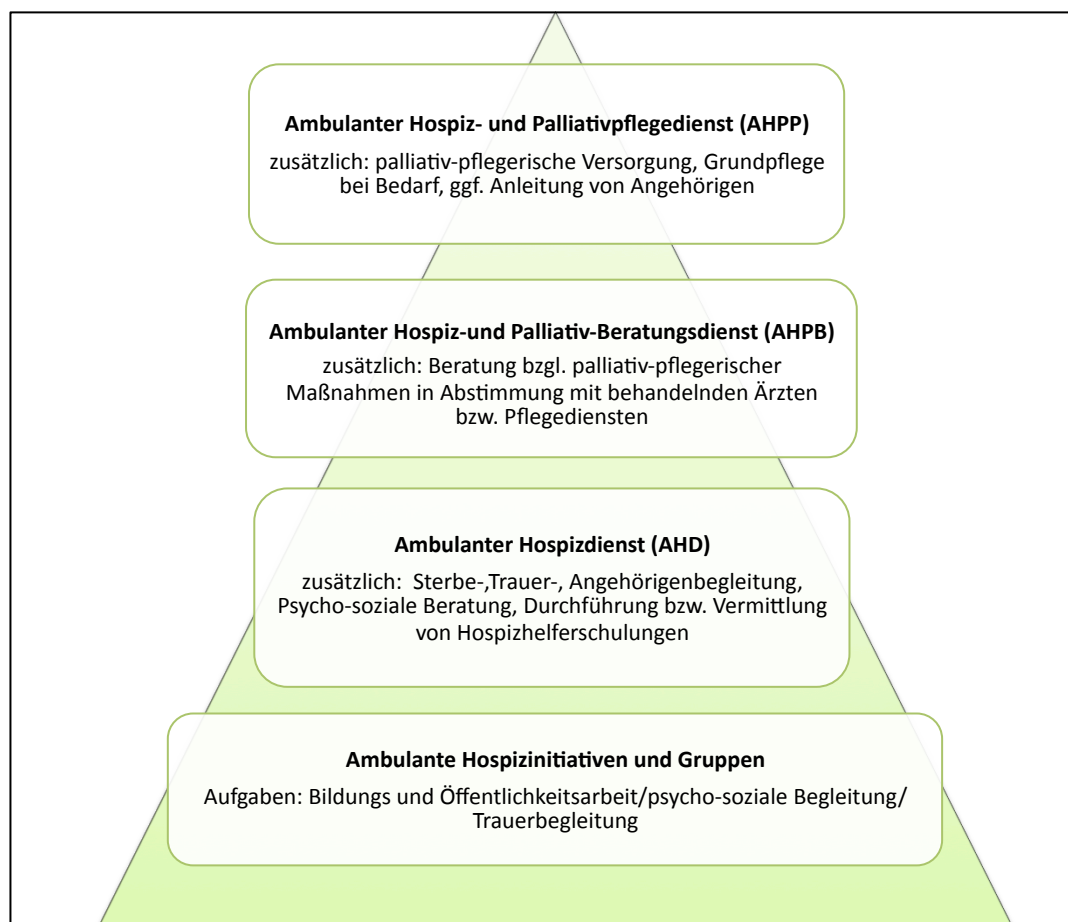 Ambulanter Hospiz- und Palliativpflegedienst (AHPP)
zusätzlich: palliativ-pflegerische Versorgung, Grundpflege
bei Bedarf, ggf. Anleitung von Angehörigen
Ambulanter Hospiz-und Palliativ-Beratungsdienst (AHPB)
zusätzlich: Beratung bzgl. palliativ-pflegerischer
Maßnahmen in Abstimmung mit behandelnden Ärzten
bzw. Pflegediensten
Ambulanter Hospizdienst (AHD)
zusätzlich:  Sterbe-,Trauer-, Angehörigenbegleitung,
Psycho-soziale Beratung, Durchführung bzw. Vermittlung
von Hospizhelferschulungen
Ambulante Hospizinitiativen und Gruppen
Aufgaben: Bildungs und Öffentlichkeitsarbeit/psycho-soziale Begleitung/
Trauerbegleitung